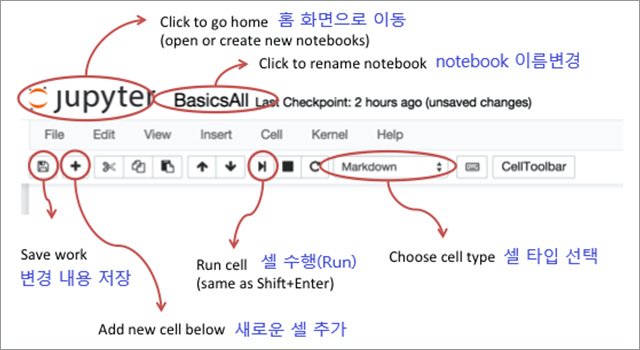 Click to go home 홈 화면으로 이동
(open or create new notebooks)
Click to rename notebook notebook 이름변경
jupyter BasicsAll Last Checkpoint: 2 hours ago (unsaved changes)
File Edit View Insert Cell Kernel Help
Markdown CellToolbar
Save work
변경 내용 저장
Run cell 셀 수행(Run)
(same as Shift+Enter)
Choose cell type 셀 타입 선택
Add new cell below 새로운 셀 추가